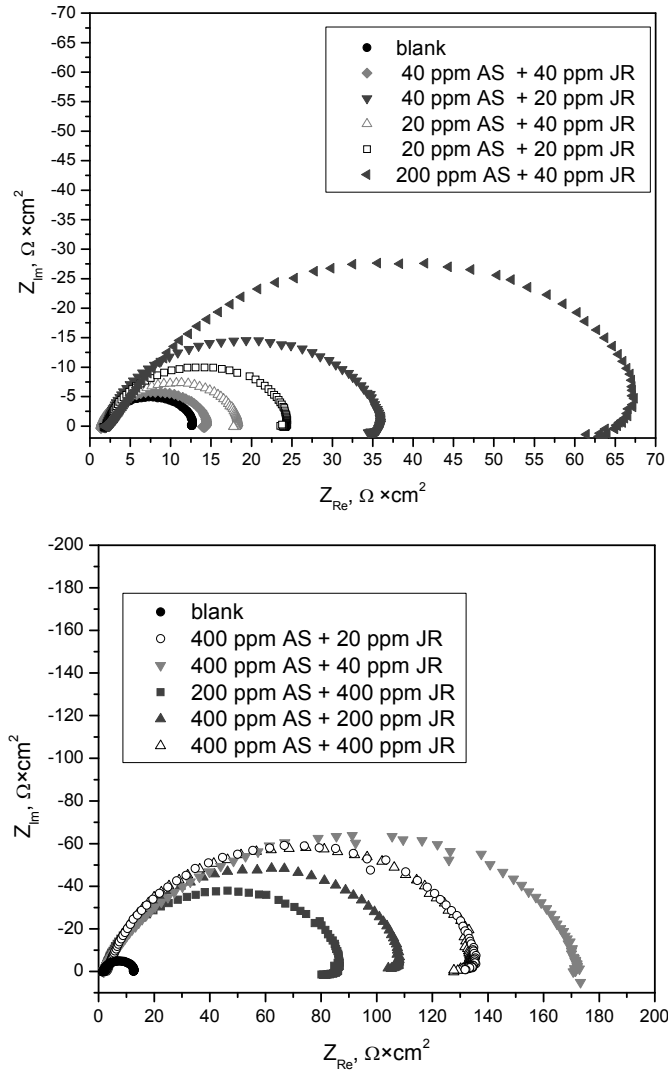 -70
-65
-60
-55
-50
-45
-40
-35
-30
-25
-20
-15
-10
-5
0
Z_Im, Ω ×cm²
blank
40 ppm AS + 40 ppm JR
40 ppm AS + 20 ppm JR
20 ppm AS + 40 ppm JR
20 ppm AS + 20 ppm JR
200 ppm AS + 40 ppm JR
0 5 10 15 20 25 30 35 40 45 50 55 60 65 70
Z_Re, Ω ×cm²
-200
-180
-160
-140
-120
-100
-80
-60
-40
-20
0
Z_Im, Ω×cm²
blank
400 ppm AS + 20 ppm JR
400 ppm AS + 40 ppm JR
200 ppm AS + 400 ppm JR
400 ppm AS + 200 ppm JR
400 ppm AS + 400 ppm JR
0 20 40 60 80 100 120 140 160 180 200
Z_Re, Ω ×cm²